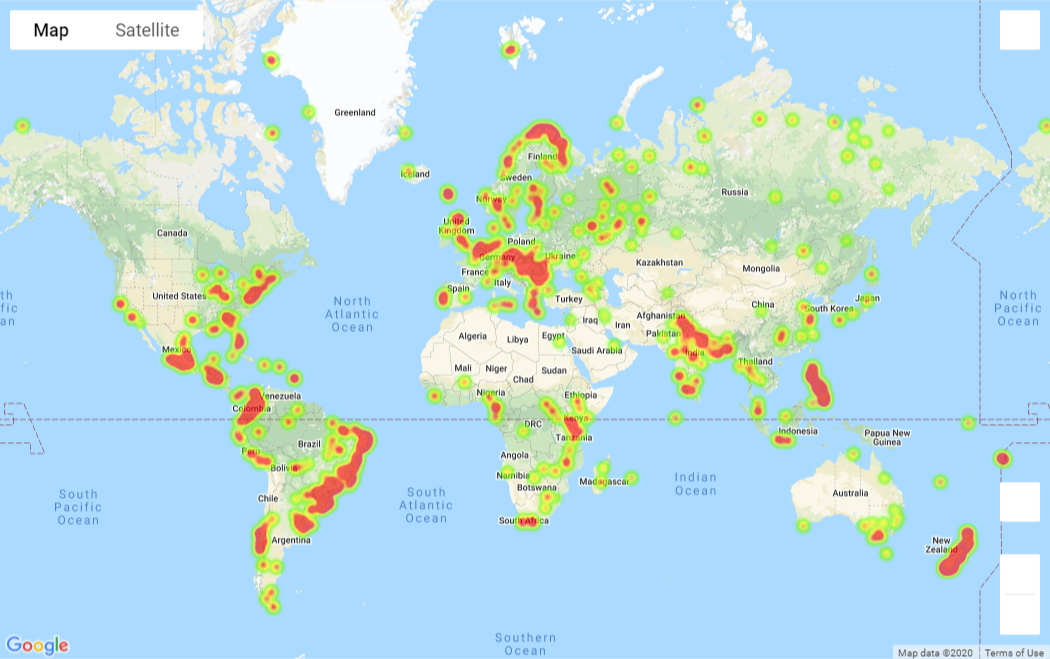 Map
Satellite
Greenland
Iceland
Finland
Sweden
Norway
Russia
Canada
United
Kingdom
Poland
Germany
Ukraine
Kazakhstan
Mongolia
France
Italy
Spain
Turkey
United States
North
Atlantic
Ocean
China
South Korea
Japan
North
Pacific
Ocean
Afghanistan
Iraq
Iran
Pakistan
Algeria
Libya
Egypt
Saudi Arabia
Mexico
India
Thailand
Mali
Niger
Chad
Sudan
Nigeria
Ethiopia
Venezuela
Colombia
DRC
Kenya
Tanzania
Indonesia
Papua New
Guinea
Brazil
Peru
Bolivia
Angola
Namibia
Botswana
Madagascar
Indian
Ocean
Australia
Chile
South
Pacific
Ocean
South
Atlantic
Ocean
South Africa
Argentina
New
Zealand
Southern
Ocean
Google
Map data ©2020
Terms of Use